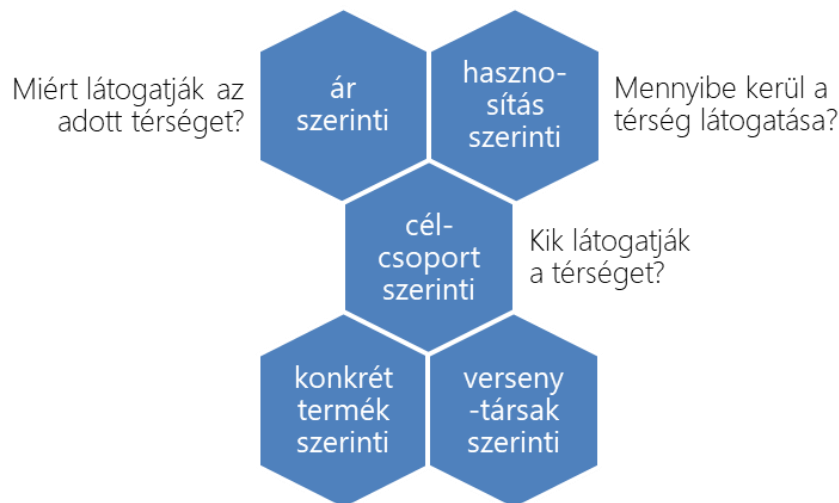 Miért látogatják az
adott térséget?
ár
szerinti
haszno-
sítás
szerinti
Mennyibe kerül a
térség látogatása?
cél-
csoport
szerinti
Kik látogatják
a térséget?
konkrét
termék
szerinti
verseny
-társak
szerinti